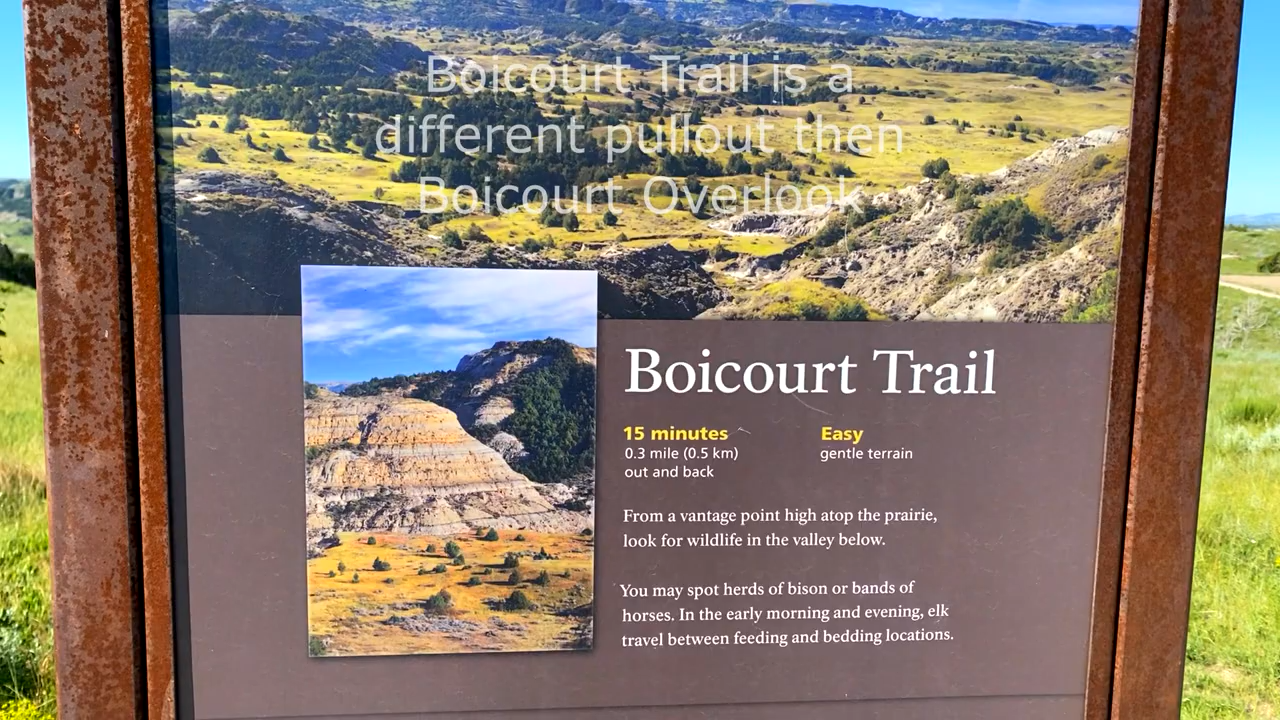 Boicourt Trail is a
different pullout then
Boicourt Overlook
Boicourt Trail
15 minutes
0.3 mile (0.5 km)
out and back
Easy
gentle terrain
From a vantage point high atop the prairie,
look for wildlife in the valley below.
You may spot herds of bison or bands of
horses. In the early morning and evening, elk
travel between feeding and bedding locations.